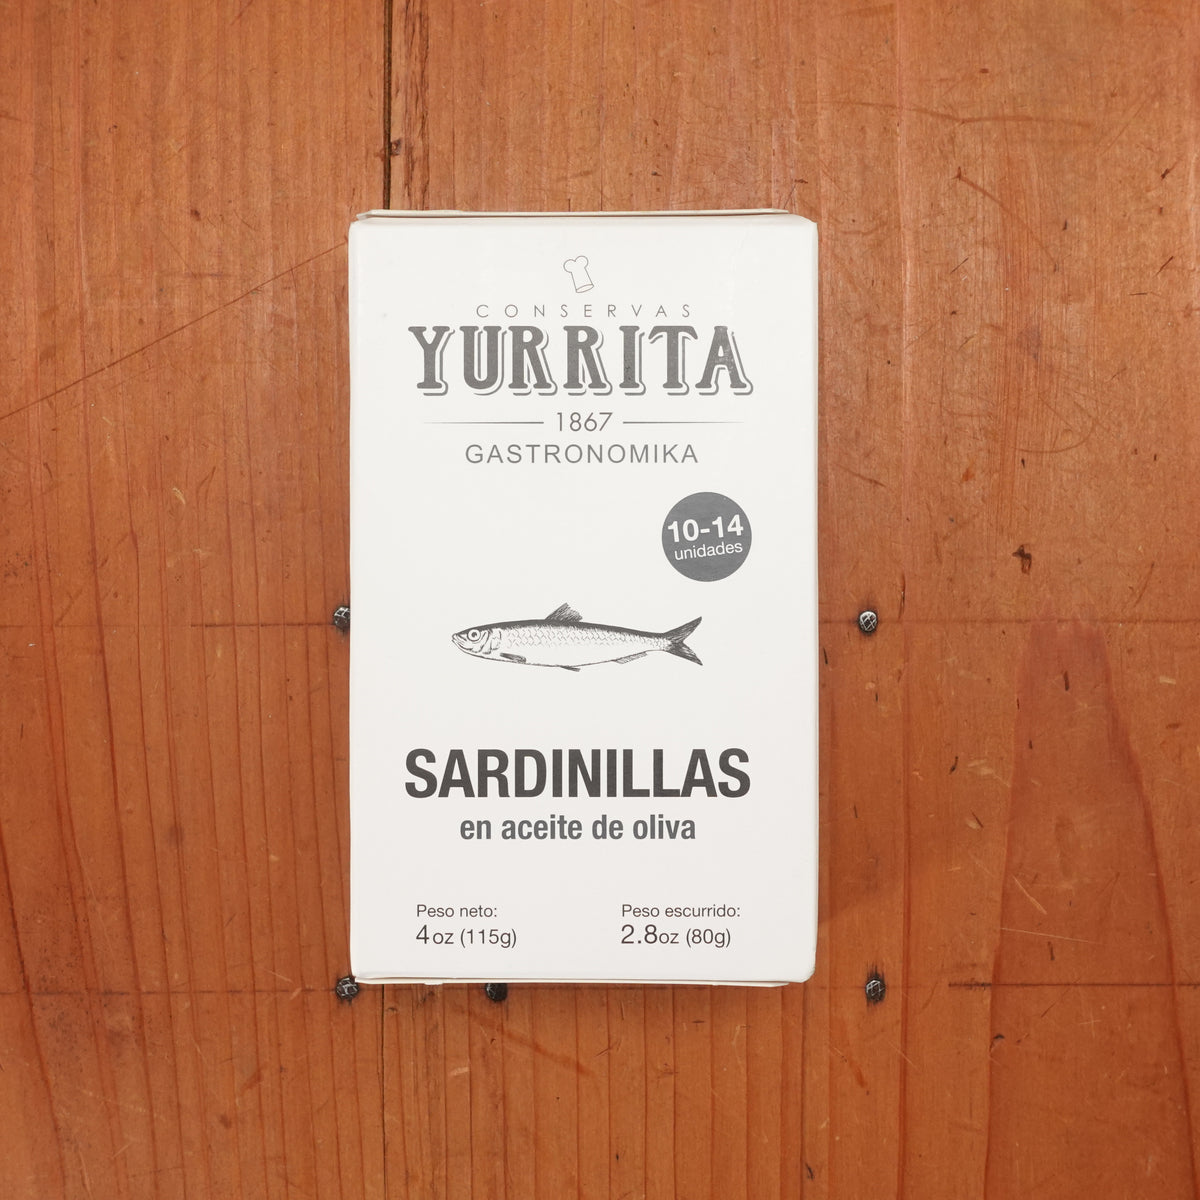 CONSERVAS
YURRITA
1867
GASTRONOMIKA
10-14
unidades
SARDINILLAS
en aceite de oliva
Peso neto:
4oz (115g)
Peso escurrido:
2.8oz (80g)